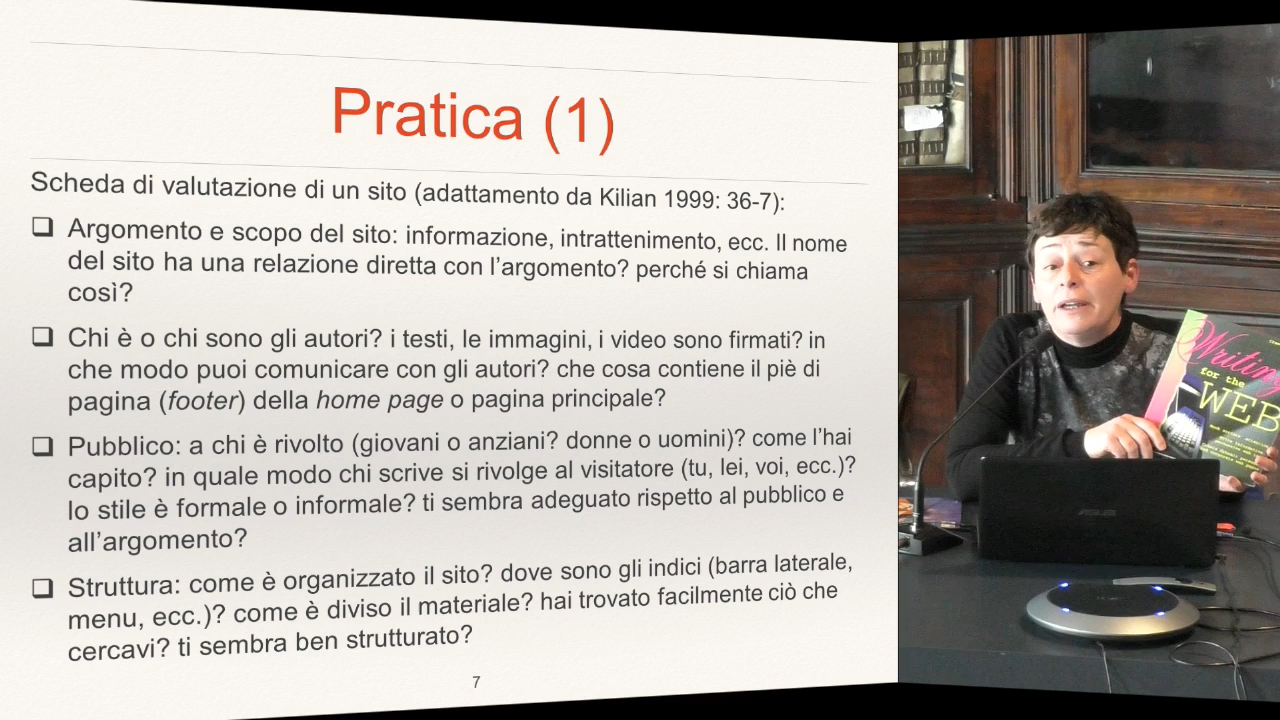 Pratica (1)
Scheda di valutazione di un sito (adattamento da Kilian 1999: 36-7):
❑ Argomento e scopo del sito: informazione, intrattenimento, ecc. Il nome
del sito ha una relazione diretta con l’argomento? perché si chiama
così?
❑ Chi è o chi sono gli autori? i testi, le immagini, i video sono firmati? in
che modo puoi comunicare con gli autori? che cosa contiene il piè di
pagina (footer) della home page o pagina principale?
❑ Pubblico: a chi è rivolto (giovani o anziani? donne o uomini)? come l’hai
capito? in quale modo chi scrive si rivolge al visitatore (tu, lei, voi, ecc.)?
lo stile è formale o informale? ti sembra adeguato rispetto al pubblico e
all’argomento?
❑ Struttura: come è organizzato il sito? dove sono gli indici (barra laterale,
menu, ecc.)? come è diviso il materiale? hai trovato facilmente ciò che
cercavi? ti sembra ben strutturato?
7
Writing
for the
WEB
ASUS